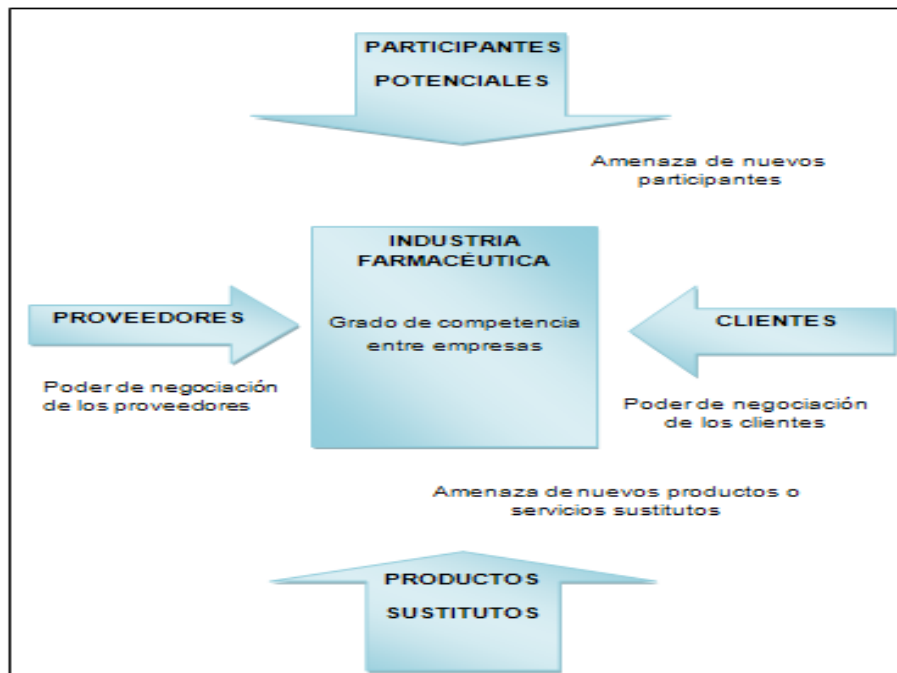 PARTICIPANTES
POTENCIALES
Amenaza de nuevos
participantes
INDUSTRIA
FARMACÉUTICA
Grado de competencia
entre empresas
PROVEEDORES
Poder de negociación
de los proveedores
CLIENTES
Poder de negociación
de los clientes
Amenaza de nuevos productos o
servicios sustitutos
PRODUCTOS
SUSTITUTOS